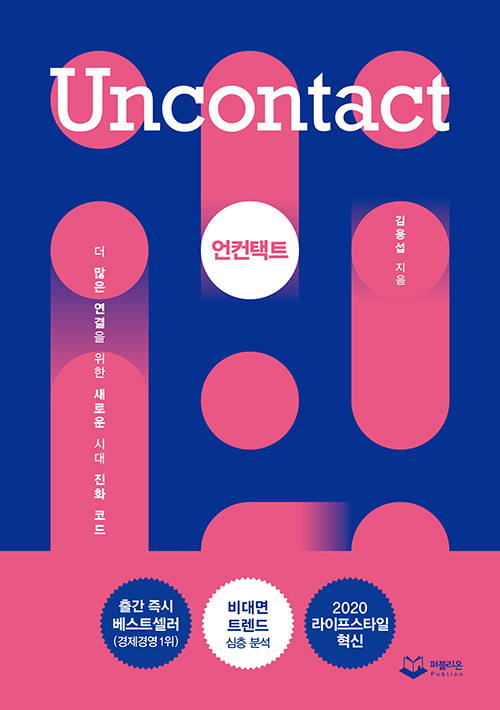 Uncontact
언컨택트
김용섭 지음
더 많은 연결을 위한 새로운 시대 진화 코드
출간 즉시
베스트셀러
(경제경영 1위)
비대면
트렌드
심층 분석
2020
라이프스타일
혁신
퍼블리온
Publion